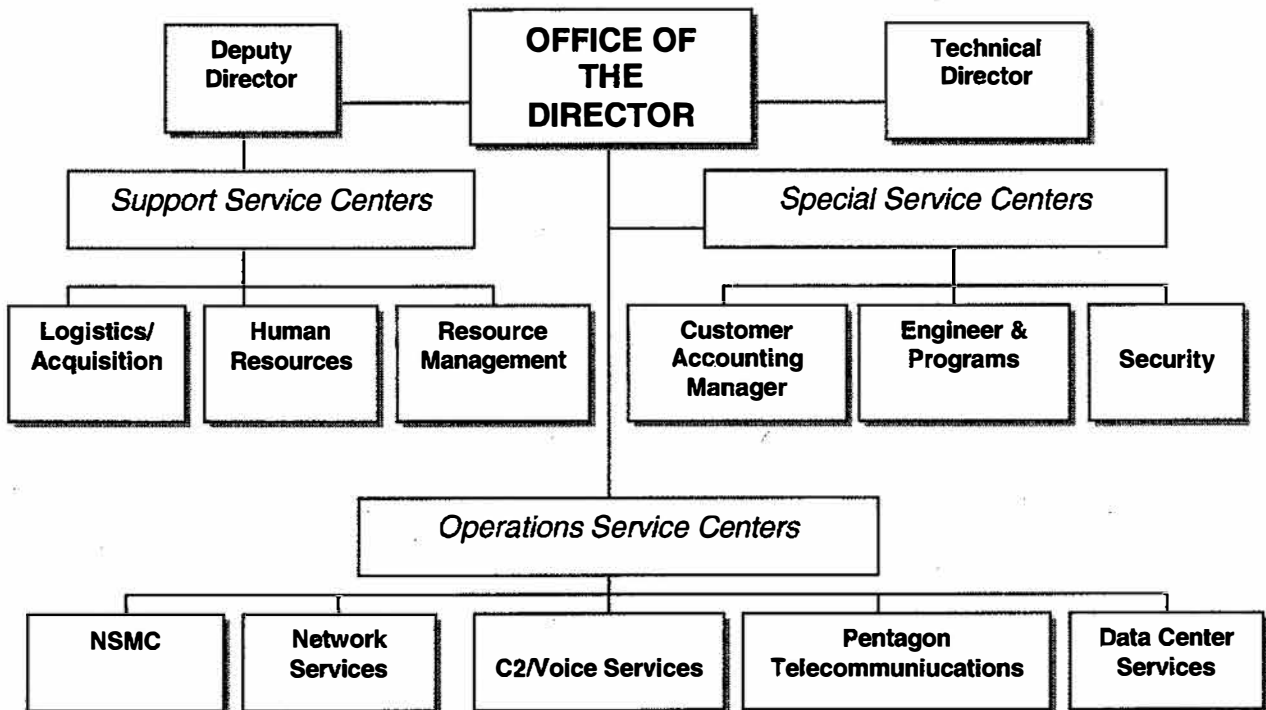 Deputy
Director
OFFICE OF
THE
DIRECTOR
Technical
Director
Support Service Centers
Special Service Centers
Logistics/
Acquisition
Human
Resources
Resource
Management
Customer
Accounting
Manager
Engineer &
Programs
Security
Operations Service Centers
NSMC
Network
Services
C2/Voice Services
Pentagon
Telecommuniucations
Data Center
Services